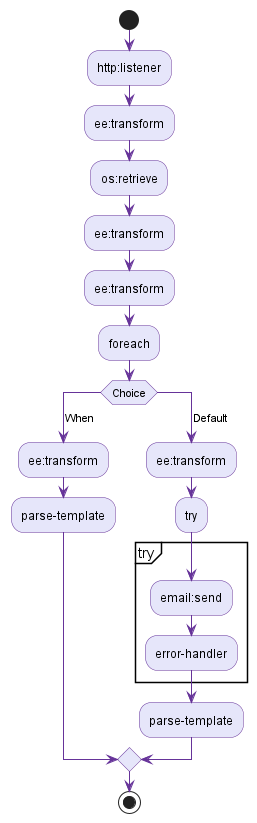 http:listener
ee:transform
os:retrieve
ee:transform
ee:transform
foreach
Choice
When
Default
ee:transform
ee:transform
parse-template
try
try
email:send
error-handler
parse-template